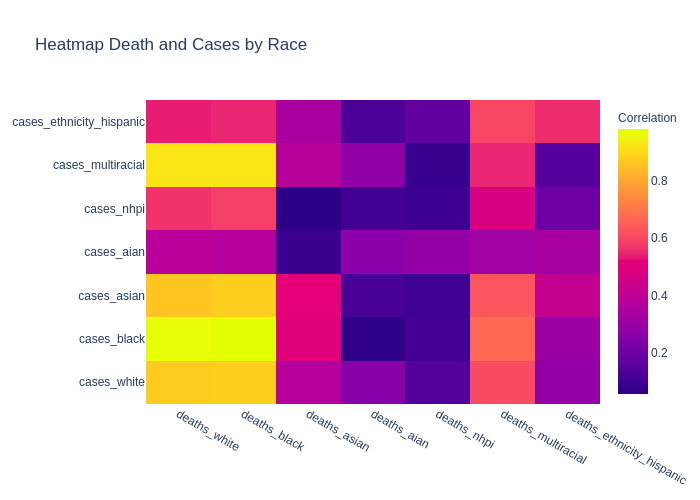 Heatmap Death and Cases by Race
Correlation
cases_ethnicity_hispanic
cases_multiracial
cases_nhpi
cases_aian
cases_asian
cases_black
cases_white
0.8
0.6
0.4
0.2
deaths_white
deaths_black
deaths_asian
deaths_aian
deaths_nhpi
deaths_multiracial
deaths_ethnicity_hispanic